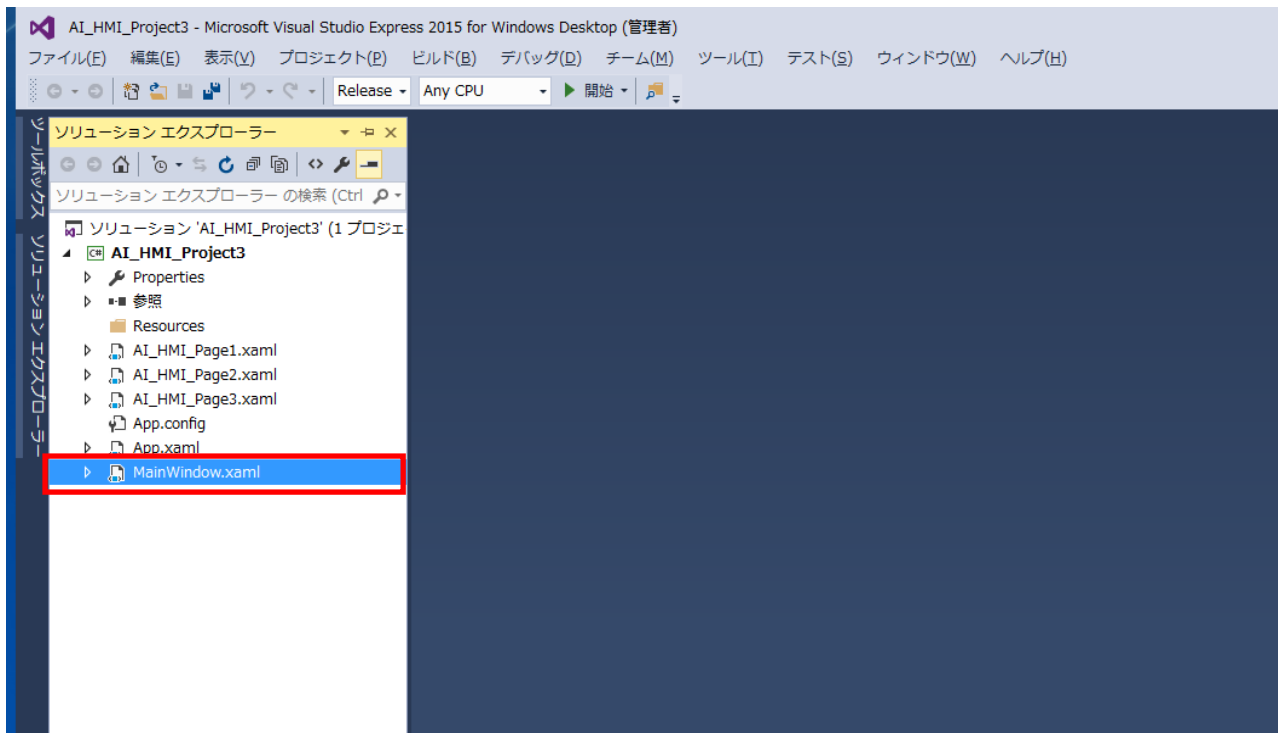 AI_HMI_Project3 - Microsoft Visual Studio Express 2015 for Windows Desktop (管理者)
ファイル(F) 編集(E) 表示(V) プロジェクト(P) ビルド(B) デバッグ(D) チーム(M) ツール(T) テスト(S) ウィンドウ(W) ヘルプ(H)
Release Any CPU 開始
ツールボックス
ソリューション エクスプローラー
ソリューション エクスプローラー
ソリューション エクスプローラー の検索 (Ctrl
ソリューション 'AI_HMI_Project3' (1 プロジェ
C# AI_HMI_Project3
Properties
参照
Resources
AI_HMI_Page1.xaml
AI_HMI_Page2.xaml
AI_HMI_Page3.xaml
App.config
App.xaml
MainWindow.xaml